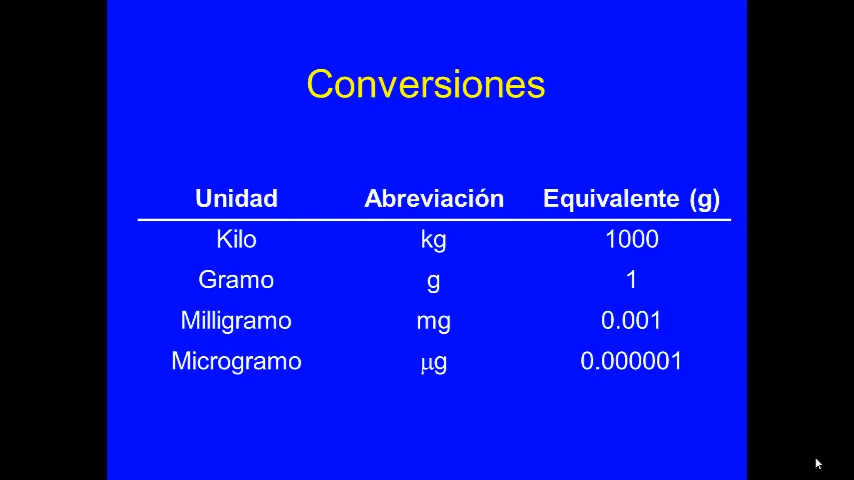 Conversiones
Unidad Abreviación Equivalente (g)
Kilo kg 1000
Gramo g 1
Milligramo mg 0.001
Microgramo μg 0.000001